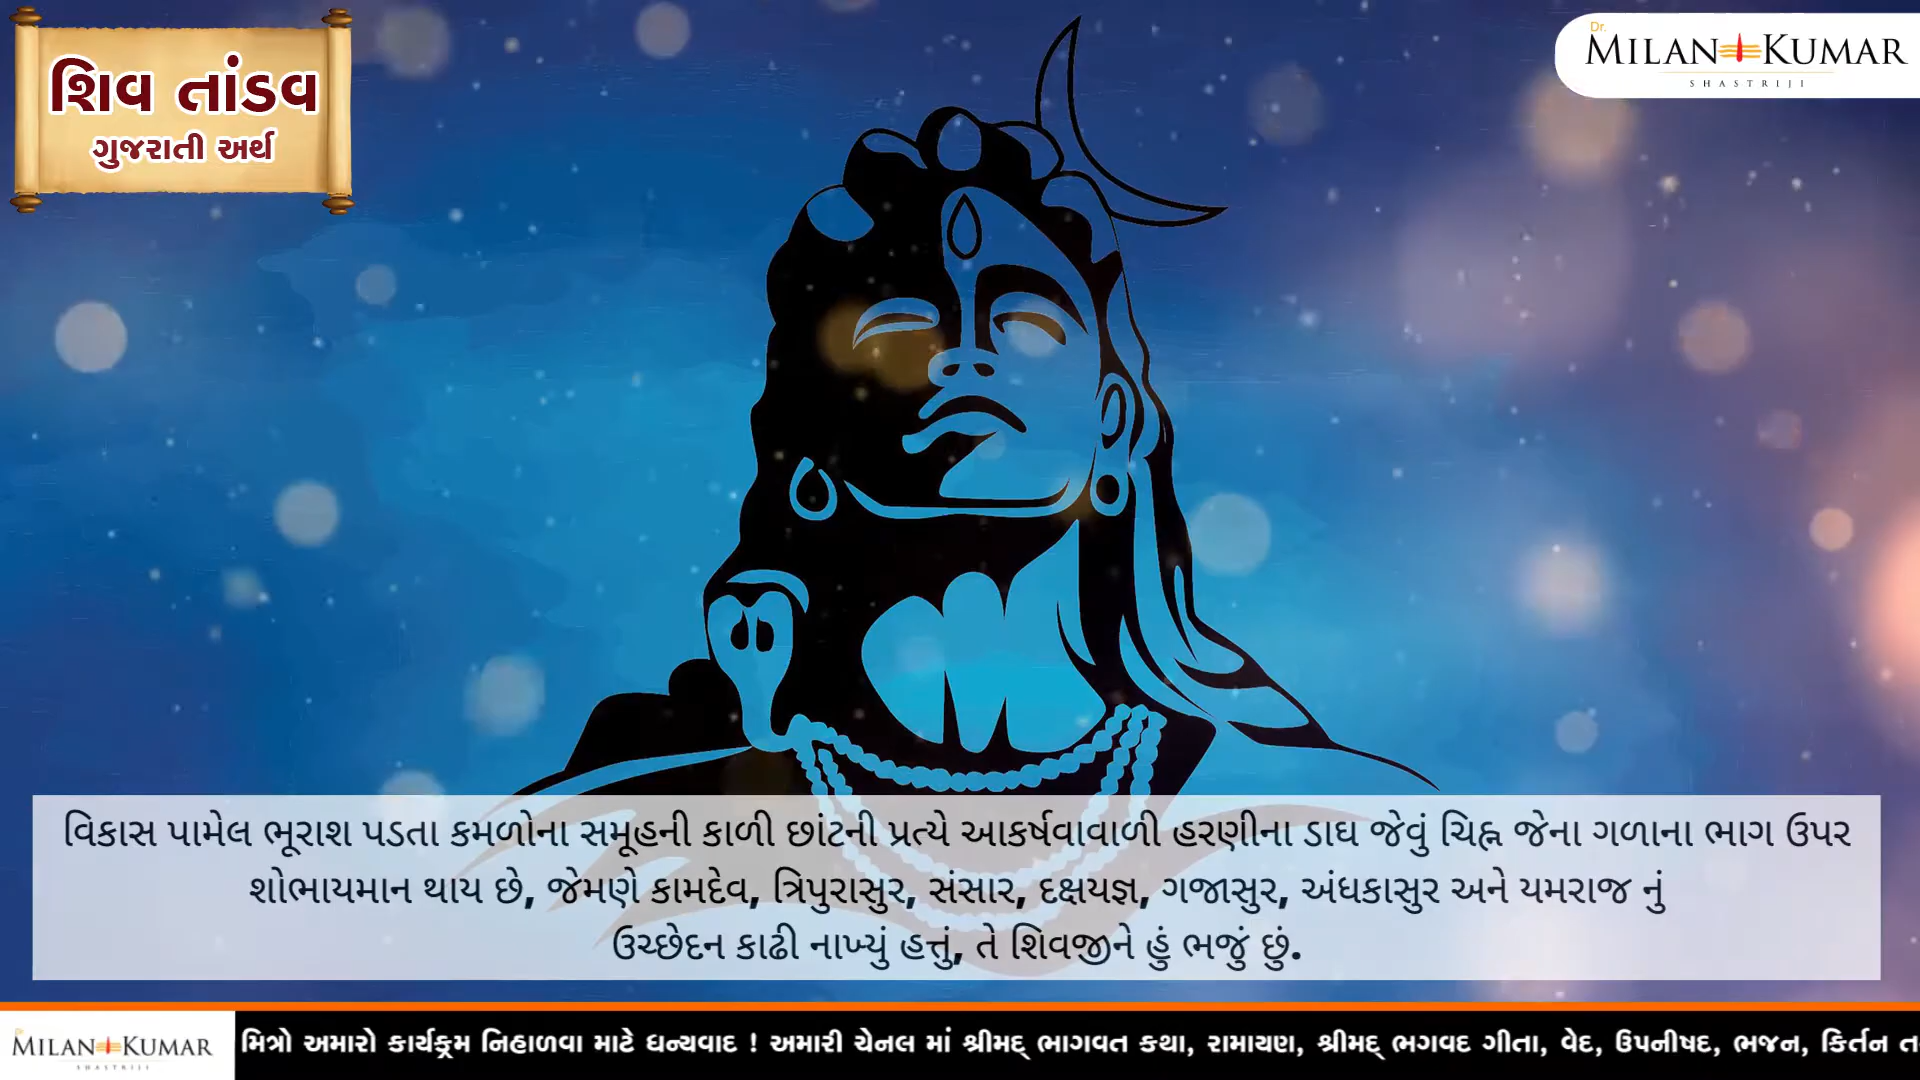 શિવ તાંડવ
ગુજરાતી અર્થ
Dr.
MILAN KUMAR
SHASTRIJI
વિકાસ પામેલ ભૂરાશ પડતા કમળોના સમૂહની કાળી છાંટની પ્રત્યે આકર્ષવાવાળી હરણીના ડાઘ જેવું ચિહ્ન જેના ગળાના ભાગ ઉપર
શોભાયમાન થાય છે, જેમણે કામદેવ, ત્રિપુરાસુર, સંસાર, દક્ષયજ્ઞ, ગજાસુર, અંધકાસુર અને યમરાજ નું
ઉચ્છેદન કાઢી નાખ્યું હત્તું, તે શિવજીને હું ભજું છું.
MILAN KUMAR
SHASTRIJI
મિત્રો અમારો કાર્યક્રમ નિહાળવા માટે ધન્યવાદ ! અમારી ચેનલ માં શ્રીમદ્ ભાગવત કથા, રામાયણ, શ્રીમદ્ ભગવદ ગીતા, વેદ, ઉપનીષદ, ભજન, કિર્તન